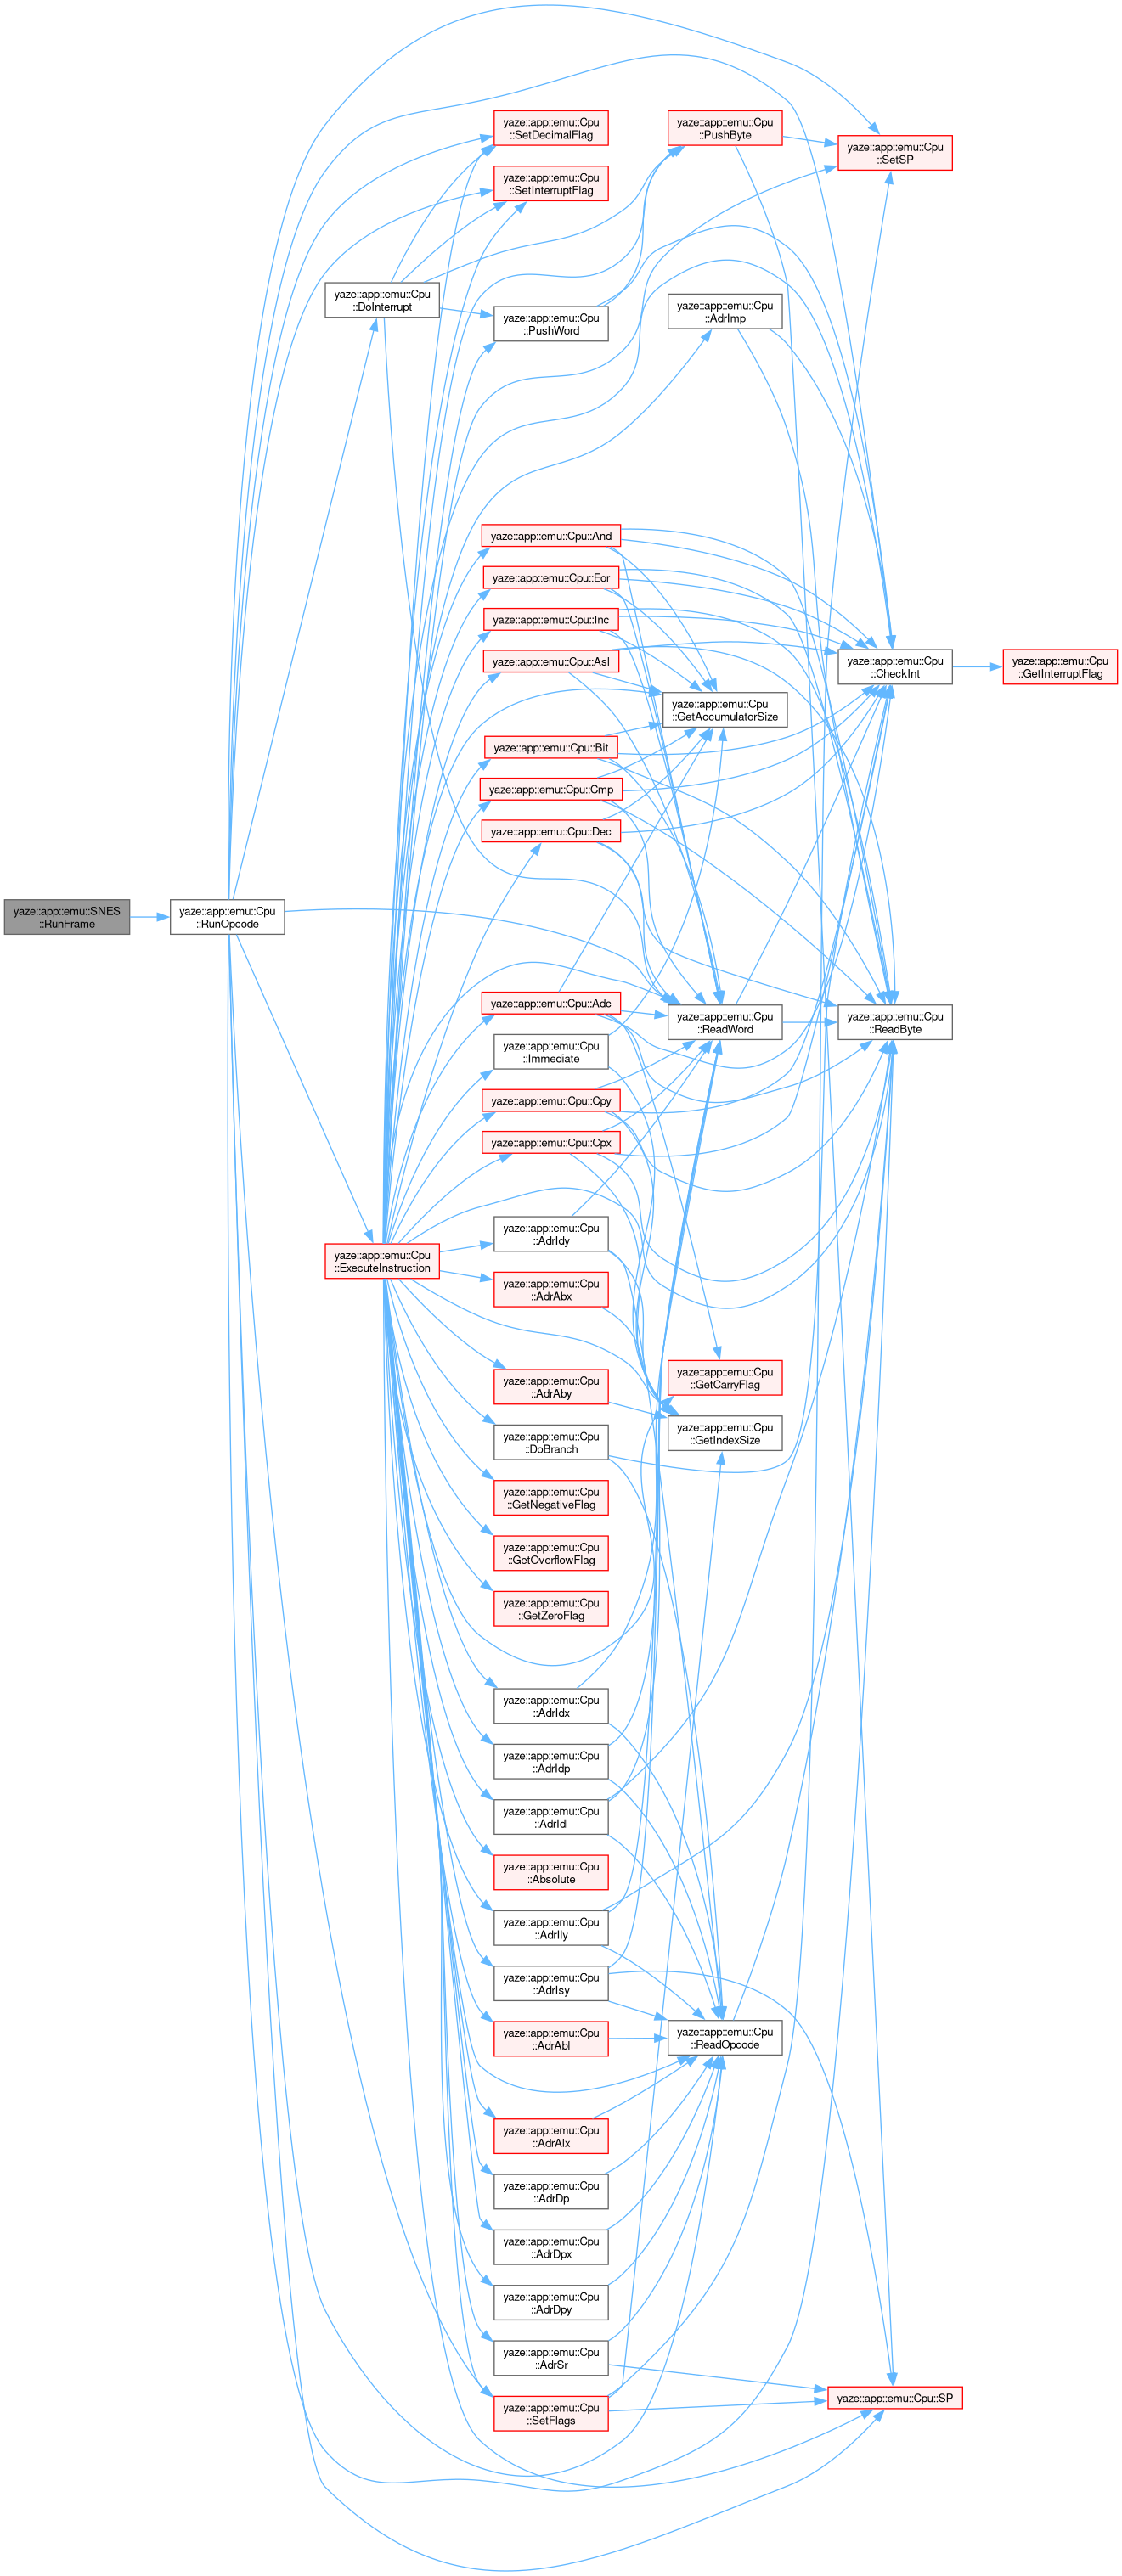 yaze::app::emu::SNES
::RunFrame
yaze::app::emu::Cpu
::RunOpcode
yaze::app::emu::Cpu
::DoInterrupt
yaze::app::emu::Cpu
::ExecuteInstruction
yaze::app::emu::Cpu
::SetDecimalFlag
yaze::app::emu::Cpu
::SetInterruptFlag
yaze::app::emu::Cpu
::PushWord
yaze::app::emu::Cpu::And
yaze::app::emu::Cpu::Eor
yaze::app::emu::Cpu::Inc
yaze::app::emu::Cpu::Asl
yaze::app::emu::Cpu::Bit
yaze::app::emu::Cpu::Cmp
yaze::app::emu::Cpu::Dec
yaze::app::emu::Cpu::Adc
yaze::app::emu::Cpu
::Immediate
yaze::app::emu::Cpu::Cpy
yaze::app::emu::Cpu::Cpx
yaze::app::emu::Cpu
::AdrIdy
yaze::app::emu::Cpu
::AdrAbx
yaze::app::emu::Cpu
::AdrAby
yaze::app::emu::Cpu
::DoBranch
yaze::app::emu::Cpu
::GetNegativeFlag
yaze::app::emu::Cpu
::GetOverflowFlag
yaze::app::emu::Cpu
::GetZeroFlag
yaze::app::emu::Cpu
::AdrIdx
yaze::app::emu::Cpu
::AdrIdp
yaze::app::emu::Cpu
::AdrIdl
yaze::app::emu::Cpu
::Absolute
yaze::app::emu::Cpu
::AdrIly
yaze::app::emu::Cpu
::AdrIsy
yaze::app::emu::Cpu
::AdrAbl
yaze::app::emu::Cpu
::AdrAlx
yaze::app::emu::Cpu
::AdrDp
yaze::app::emu::Cpu
::AdrDpx
yaze::app::emu::Cpu
::AdrDpy
yaze::app::emu::Cpu
::AdrSr
yaze::app::emu::Cpu
::SetFlags
yaze::app::emu::Cpu
::PushByte
yaze::app::emu::Cpu
::AdrImp
yaze::app::emu::Cpu
::GetAccumulatorSize
yaze::app::emu::Cpu
::ReadWord
yaze::app::emu::Cpu
::GetCarryFlag
yaze::app::emu::Cpu
::GetIndexSize
yaze::app::emu::Cpu
::ReadOpcode
yaze::app::emu::Cpu
::SetSP
yaze::app::emu::Cpu
::CheckInt
yaze::app::emu::Cpu
::ReadByte
yaze::app::emu::Cpu::SP
yaze::app::emu::Cpu
::GetInterruptFlag